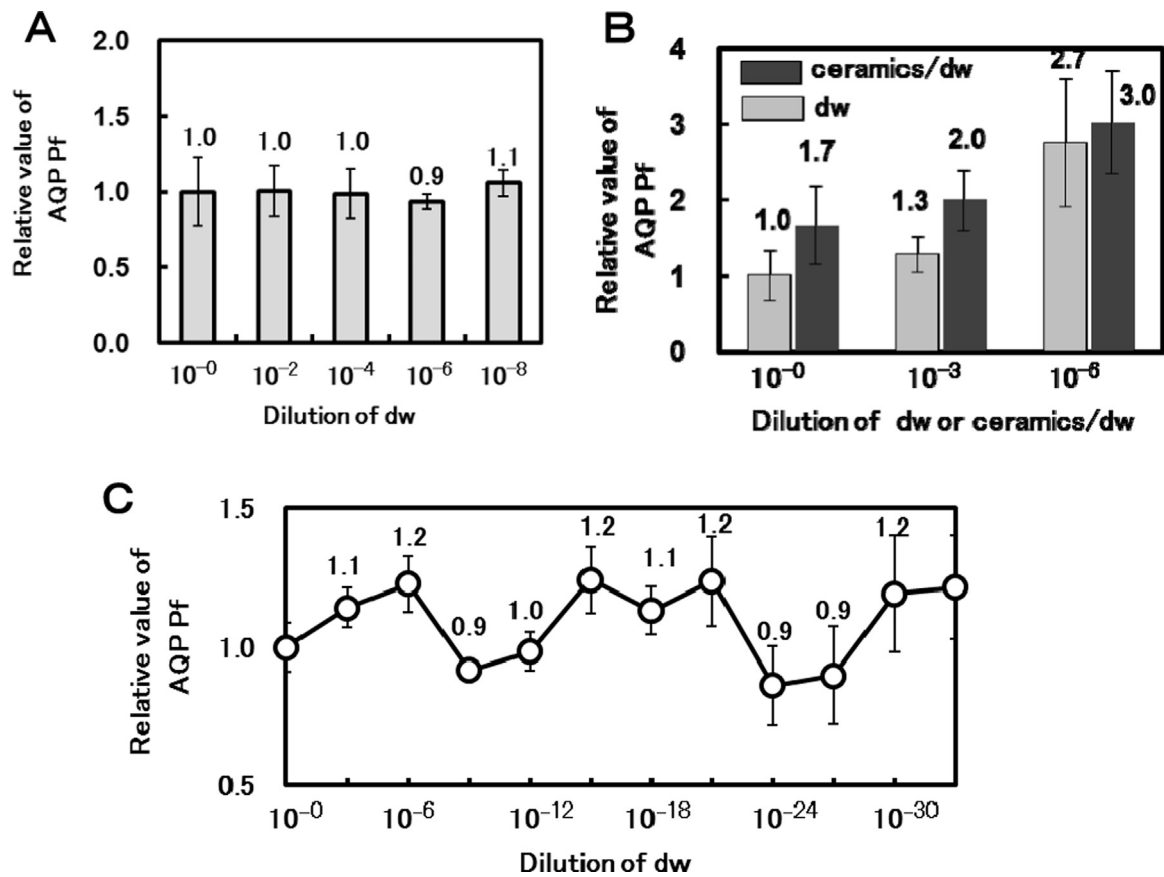 A
2.0
1.5
1.0
0.5
0.0
Relative value of
AQP Pf
1.0
1.0
1.0
0.9
1.1
10⁻⁰ 10⁻² 10⁻⁴ 10⁻⁶ 10⁻⁸
Dilution of dw
B
4
3
2
1
0
Relative value of
AQP Pf
ceramics/dw
dw
1.0
1.7
1.3
2.0
2.7
3.0
10⁻⁰ 10⁻³ 10⁻⁶
Dilution of dw or ceramics/dw
C
1.5
1.0
0.5
Relative value of
AQP Pf
1.1
1.2
0.9
1.0
1.2
1.1
1.2
0.9
0.9
1.2
10⁻⁰ 10⁻⁶ 10⁻¹² 10⁻¹⁸ 10⁻²⁴ 10⁻³⁰
Dilution of dw